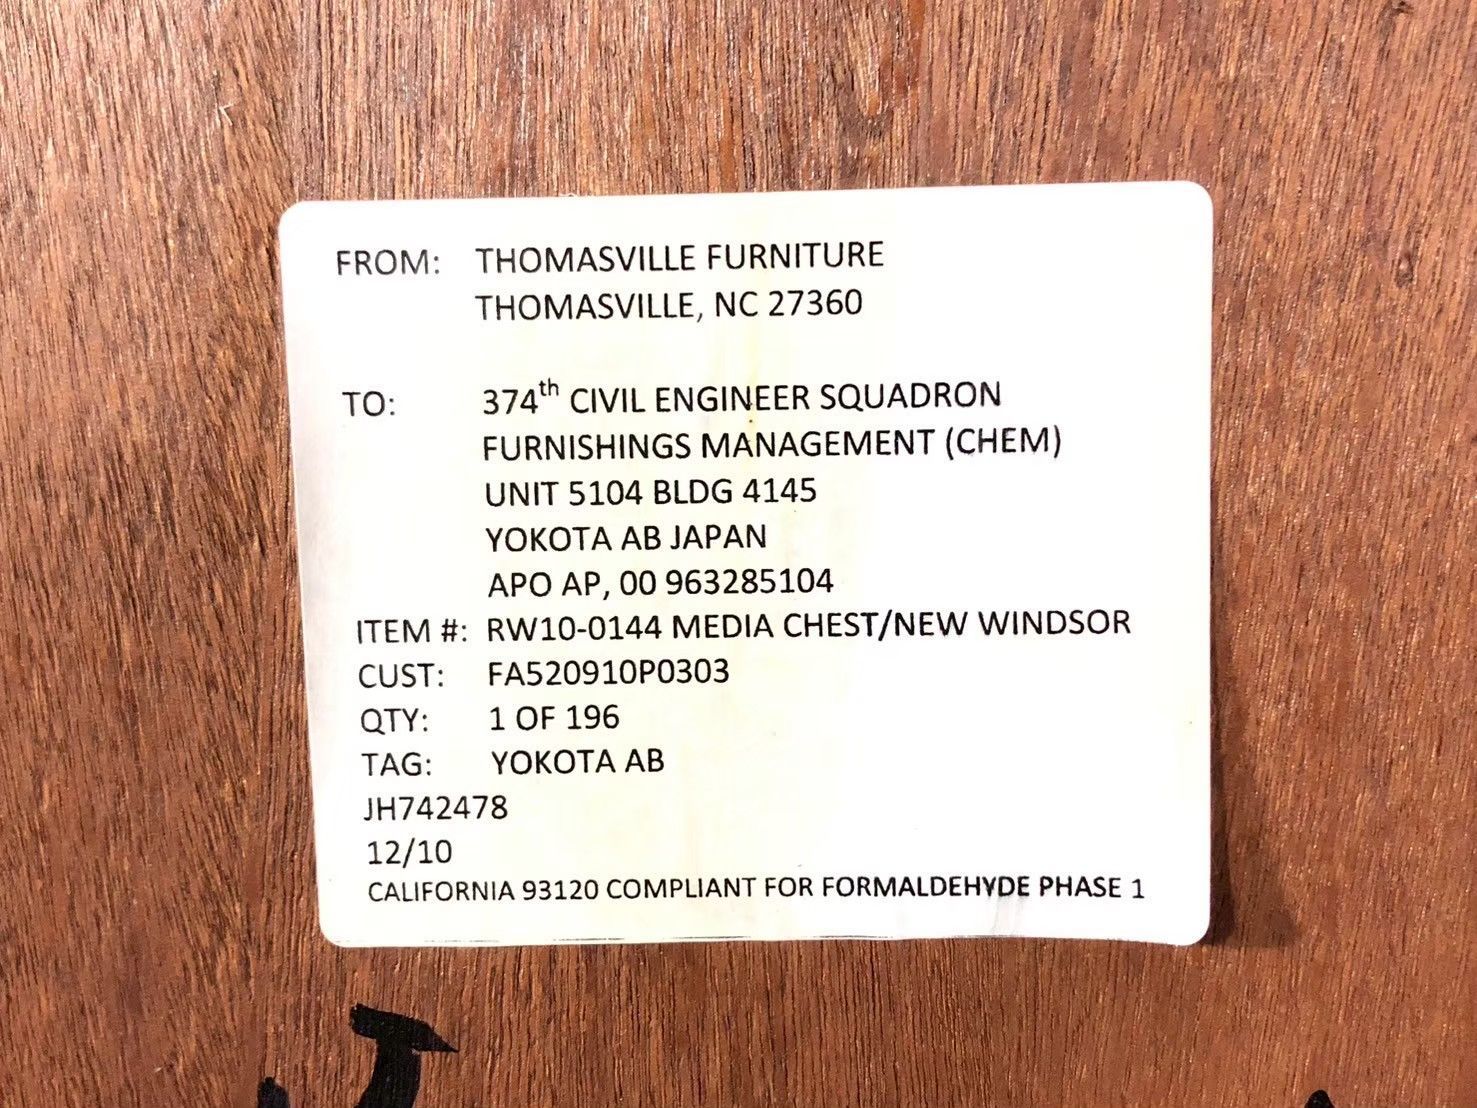 FROM: THOMASVILLE FURNITURE
THOMASVILLE, NC 27360
TO: 374th CIVIL ENGINEER SQUADRON
FURNISHINGS MANAGEMENT (CHEM)
UNIT 5104 BLDG 4145
YOKOTA AB JAPAN
APO AP, 00 963285104
ITEM #: RW10-0144 MEDIA CHEST/NEW WINDSOR
CUST: FA520910P0303
QTY: 1 OF 196
TAG: YOKOTA AB
JH742478
12/10
CALIFORNIA 93120 COMPLIANT FOR FORMALDEHYDE PHASE 1